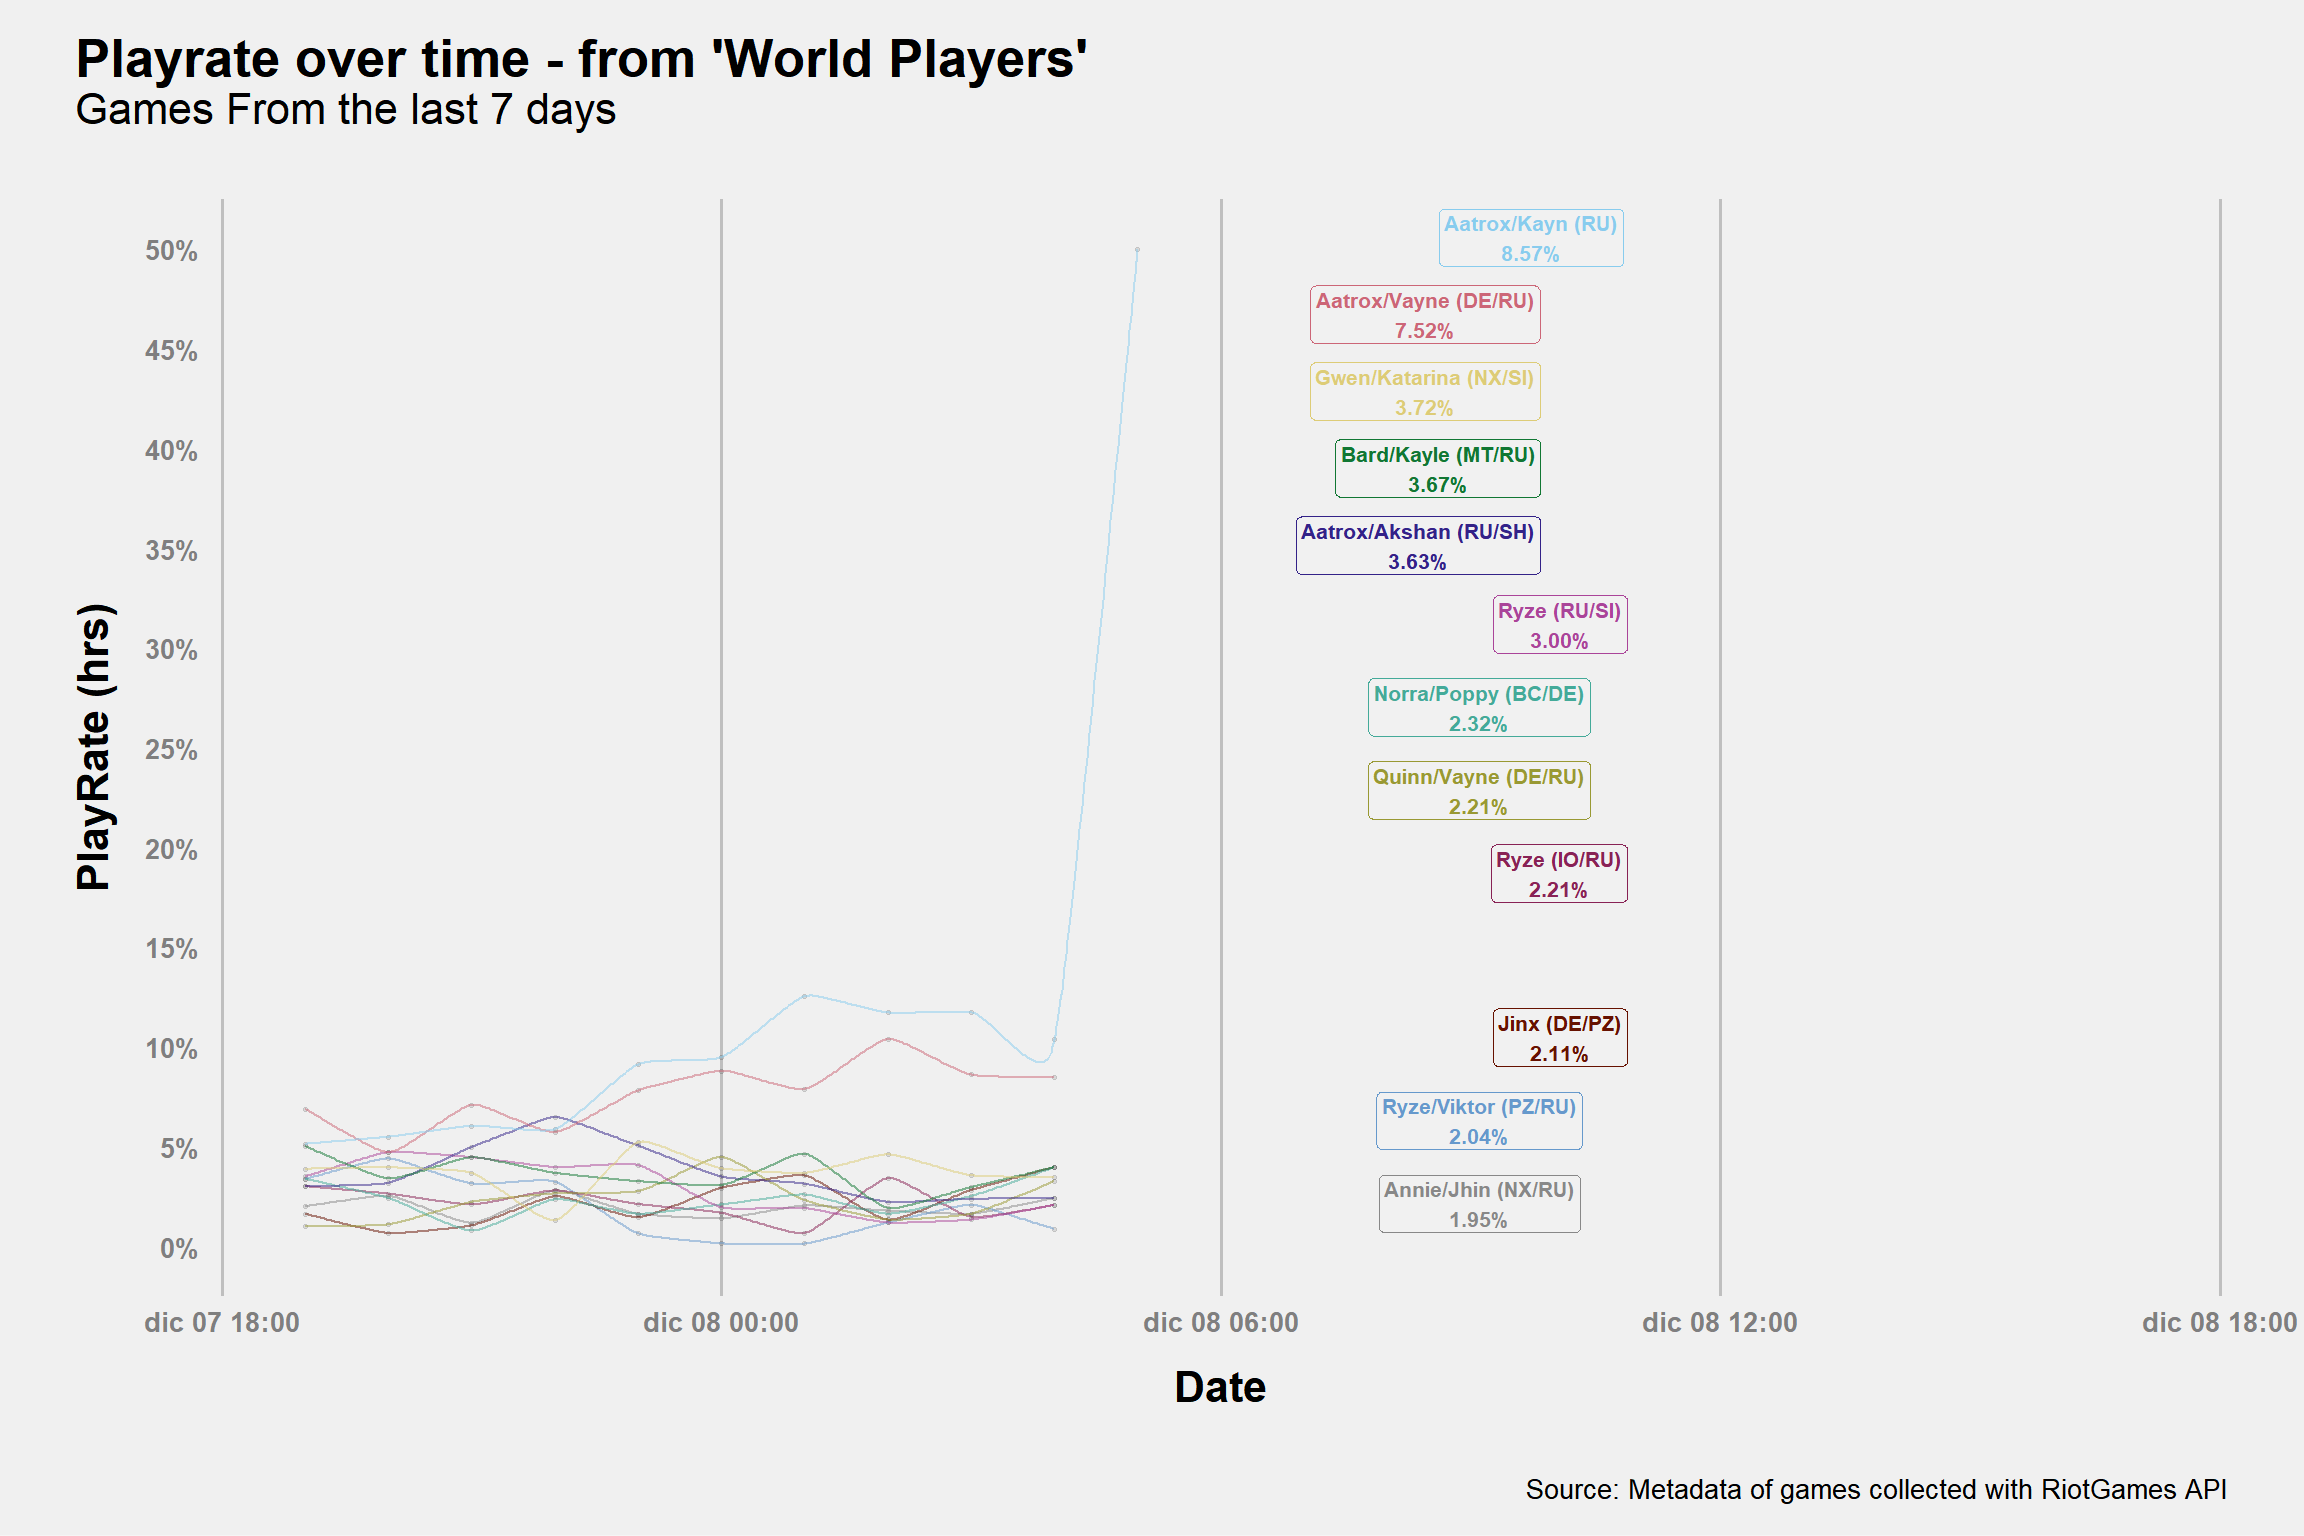 Playrate over time - from 'World Players'
Games From the last 7 days
PlayRate (hrs)
50%
45%
40%
35%
30%
25%
20%
15%
10%
5%
0%
Aatrox/Kayn (RU)
8.57%
Aatrox/Vayne (DE/RU)
7.52%
Gwen/Katarina (NX/SI)
3.72%
Bard/Kayle (MT/RU)
3.67%
Aatrox/Akshan (RU/SH)
3.63%
Ryze (RU/SI)
3.00%
Norra/Poppy (BC/DE)
2.32%
Quinn/Vayne (DE/RU)
2.21%
Ryze (IO/RU)
2.21%
Jinx (DE/PZ)
2.11%
Ryze/Viktor (PZ/RU)
2.04%
Annie/Jhin (NX/RU)
1.95%
dic 07 18:00
dic 08 00:00
dic 08 06:00
dic 08 12:00
dic 08 18:00
Date
Source: Metadata of games collected with RiotGames API